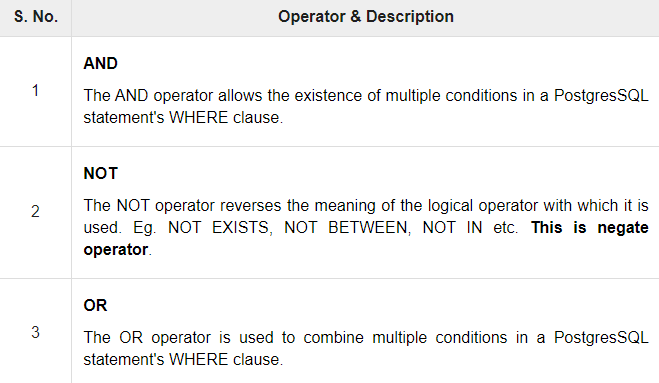 S. No. Operator & Description
1
AND
The AND operator allows the existence of multiple conditions in a PostgresSQL
statement's WHERE clause.
2
NOT
The NOT operator reverses the meaning of the logical operator with which it is
used. Eg. NOT EXISTS, NOT BETWEEN, NOT IN etc. This is negate
operator.
3
OR
The OR operator is used to combine multiple conditions in a PostgresSQL
statement's WHERE clause.